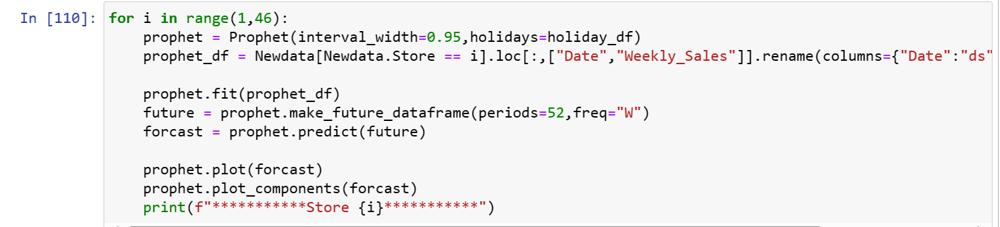 In [110]: for i in range(1,46):
    prophet = Prophet(interval_width=0.95,holidays=holiday_df)
    prophet_df = Newdata[Newdata.Store == i].loc[:,["Date","Weekly_Sales"]].rename(columns={"Date":"ds"
    prophet.fit(prophet_df)
    future = prophet.make_future_dataframe(periods=52,freq="W")
    forcast = prophet.predict(future)
    prophet.plot(forcast)
    prophet.plot_components(forcast)
    print(f"***********Store {i}***********")